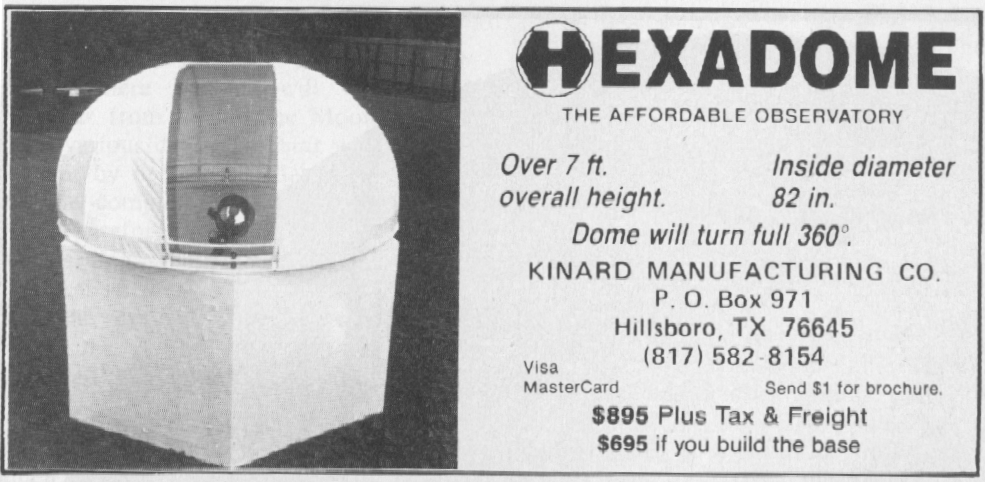 HEXADOME
THE AFFORDABLE OBSERVATORY
Over 7 ft.
overall height.
Inside diameter
82 in.
Dome will turn full 360°.
KINARD MANUFACTURING CO.
P. O. Box 971
Hillsboro, TX 76645
(817) 582-8154
Visa
MasterCard
Send $1 for brochure.
$895 Plus Tax & Freight
$695 if you build the base